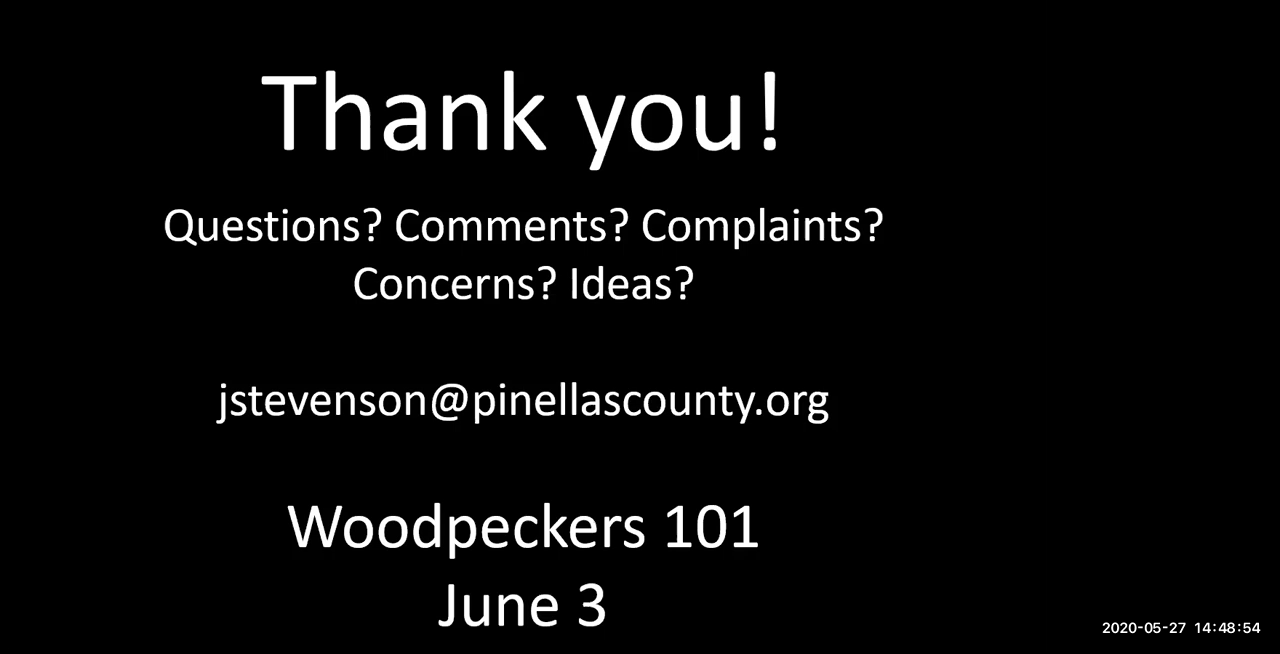 Thank you!
Questions? Comments? Complaints?
Concerns? Ideas?
jstevenson@pinellascounty.org
Woodpeckers 101
June 3
2020-05-27 14:48:54